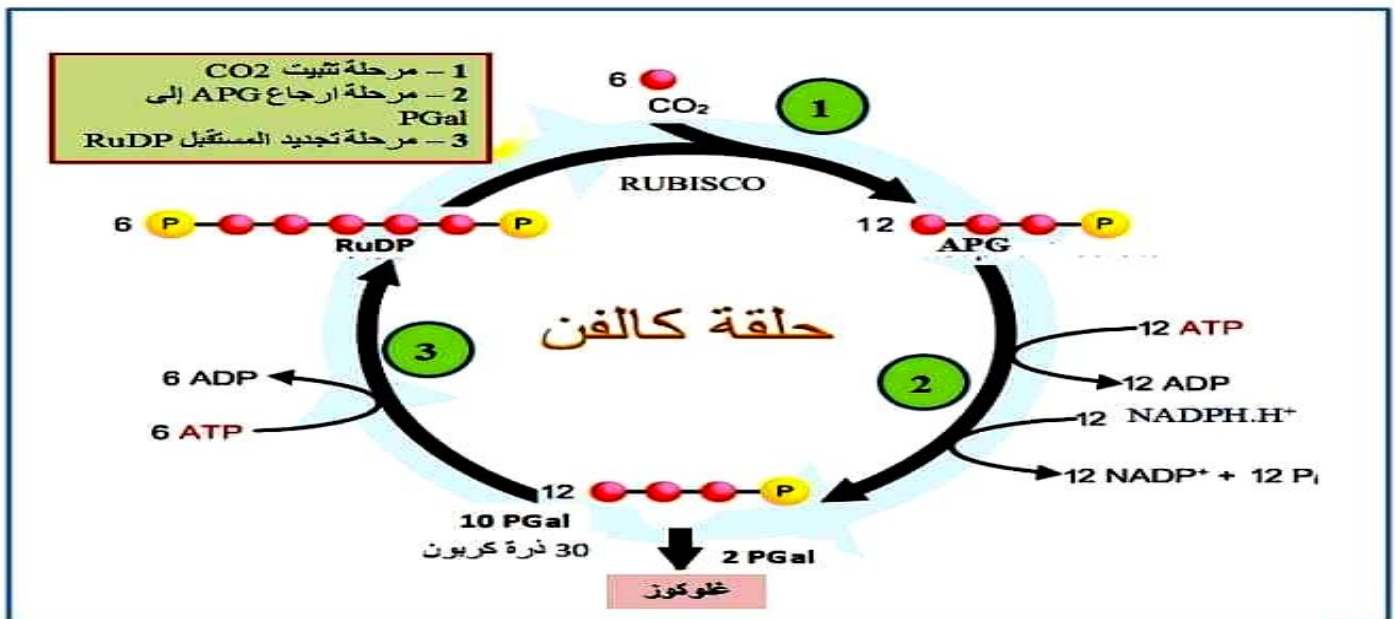 1 – مرحلة تثبيت CO2
2 – مرحلة ارجاع APG إلى
PGal
3 – مرحلة تجديد المستقبل RuDP
6
CO₂
1
RUBISCO
6 P P
RuDP
12 P
APG
حلقة كالفن
3
2
6 ADP
6 ATP
12 ATP
12 ADP
12 NADPH.H⁺
12 NADP⁺ + 12 Pᵢ
12 P
10 PGal
30 ذرة كربون
2 PGal
غلوكوز